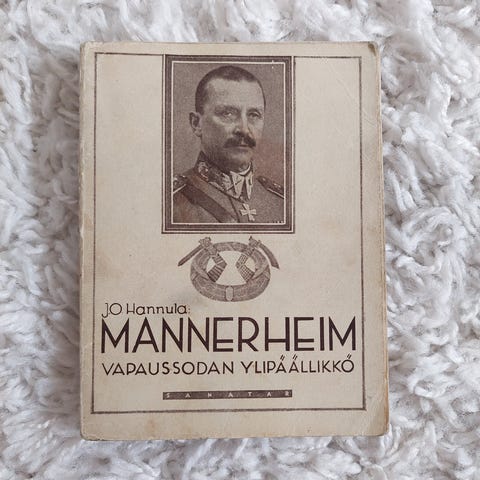 J.O Hannula:
MANNERHEIM
VAPAUSSODAN YLIPÄÄLLIKKÖ
SANATAR